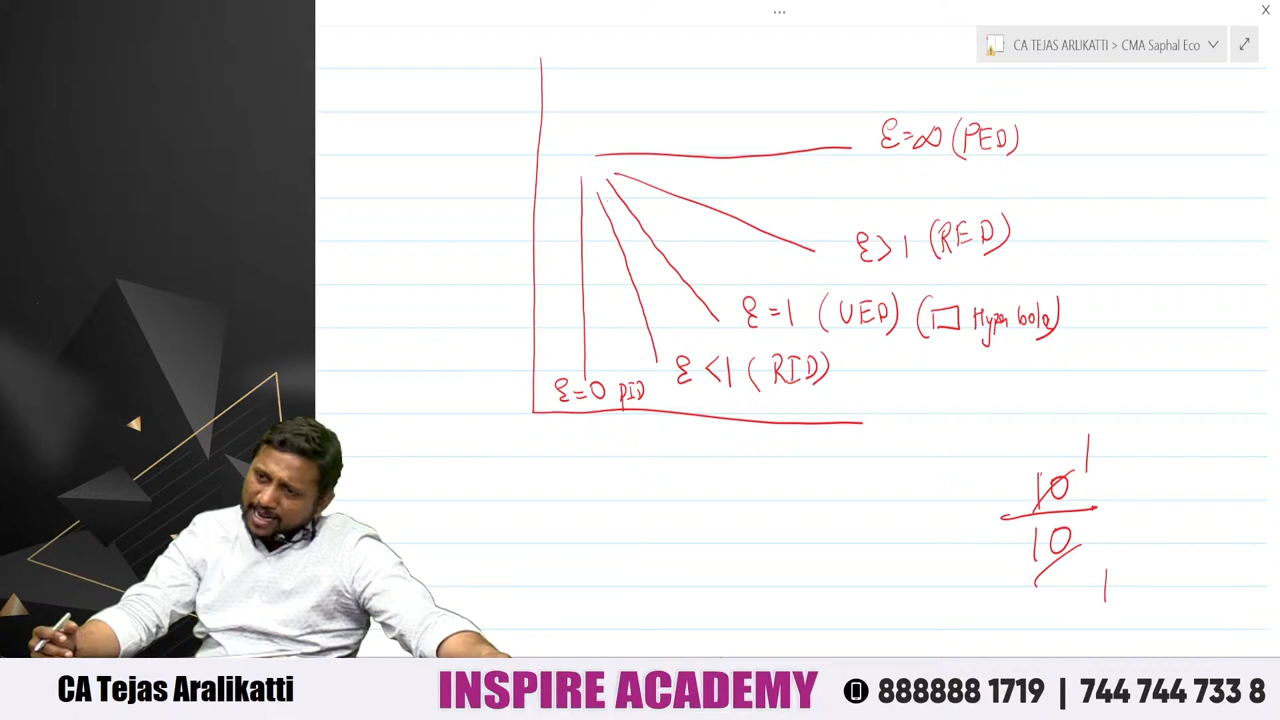 ...
X
CA TEJAS ARLIKATTI > CMA Saphal Eco
ε=∞ (PED)
ε>1 (RED)
ε=1 (UED) (□ Hyperbola)
ε<1 (RID)
ε=0 PID
10 1
10
1
CA Tejas Aralikatti INSPIRE ACADEMY 888888 1719 | 744 744 733 8